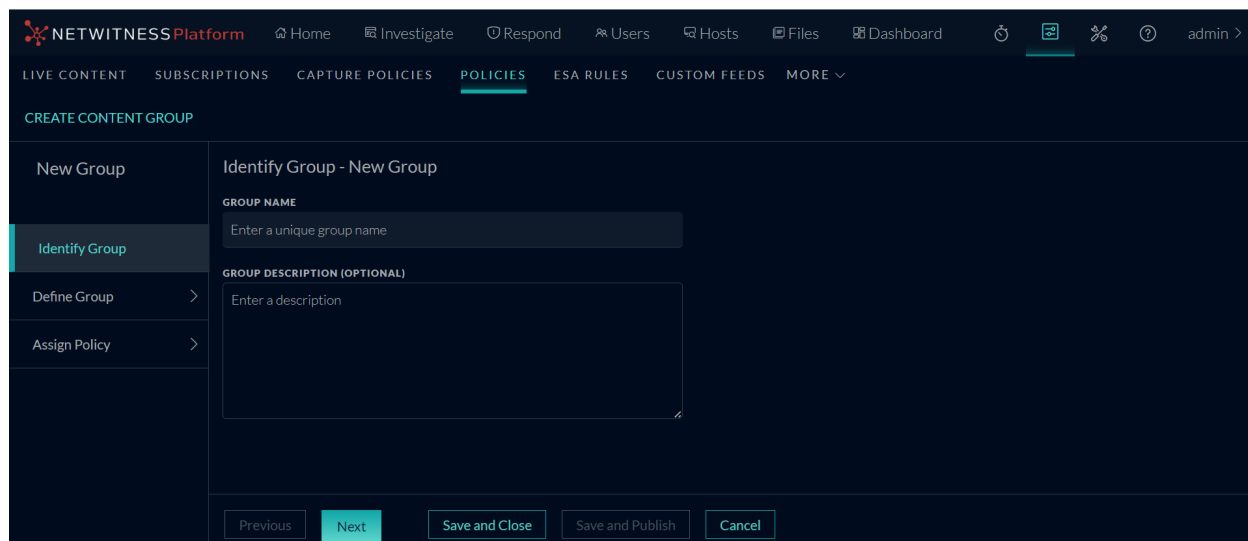 NETWITNESS Platform Home Investigate Respond Users Hosts Files Dashboard admin >
LIVE CONTENT SUBSCRIPTIONS CAPTURE POLICIES POLICIES ESA RULES CUSTOM FEEDS MORE
CREATE CONTENT GROUP
New Group
Identify Group
Define Group
Assign Policy
Identify Group - New Group
GROUP NAME
Enter a unique group name
GROUP DESCRIPTION (OPTIONAL)
Enter a description
Previous Next Save and Close Save and Publish Cancel